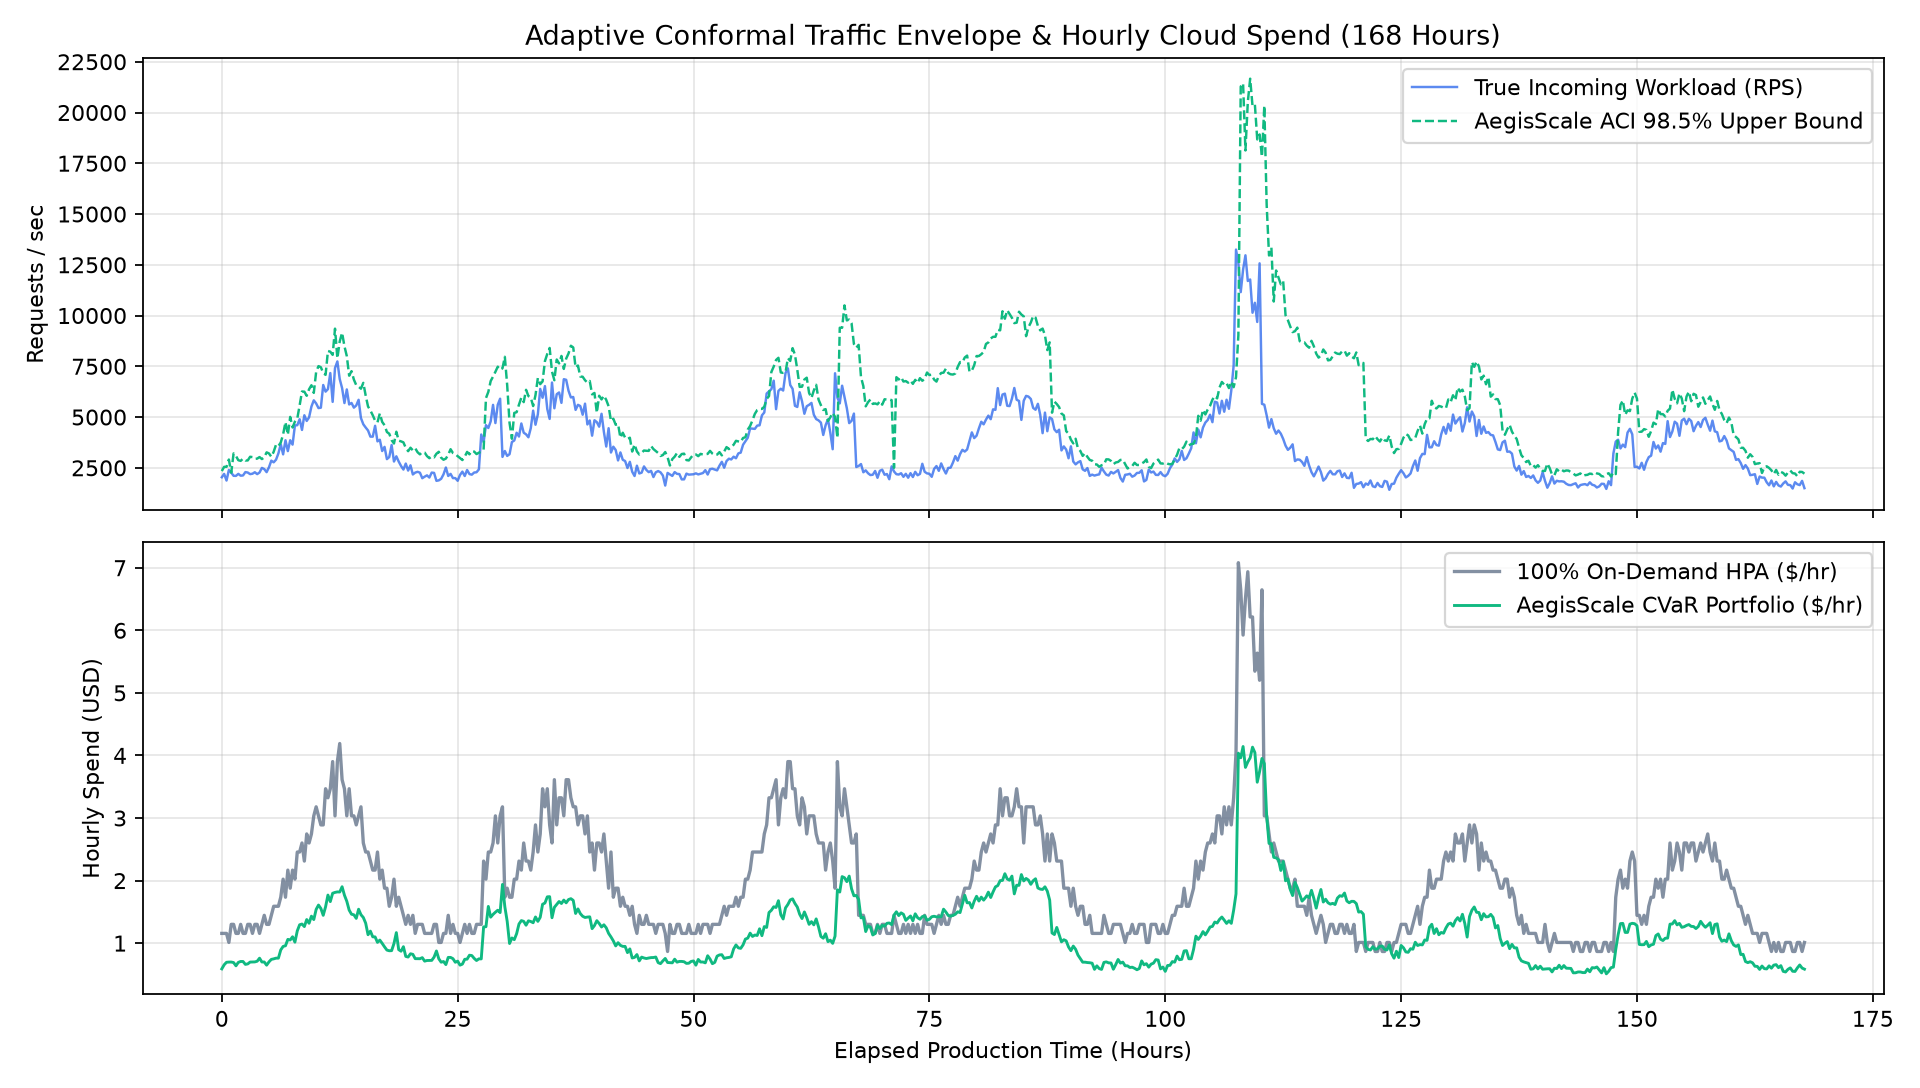 Adaptive Conformal Traffic Envelope & Hourly Cloud Spend (168 Hours)
22500
20000
17500
15000
12500
10000
7500
5000
2500
Requests / sec
True Incoming Workload (RPS)
AegisScale ACI 98.5% Upper Bound
7
6
5
4
3
2
1
Hourly Spend (USD)
100% On-Demand HPA ($/hr)
AegisScale CVaR Portfolio ($/hr)
0 25 50 75 100 125 150 175
Elapsed Production Time (Hours)